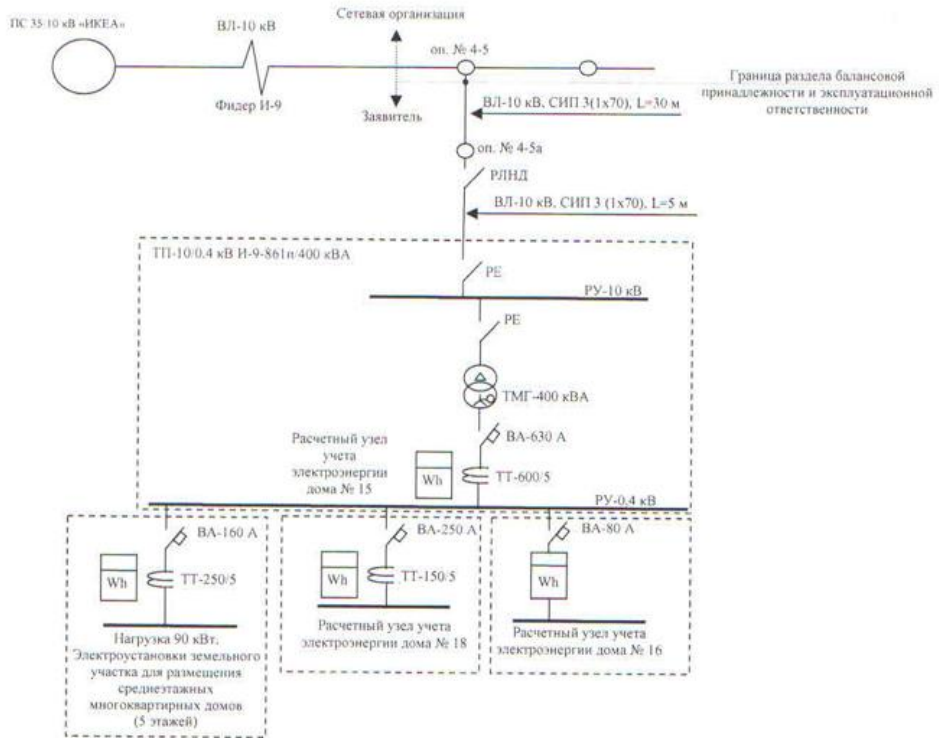 Сетевая организация
ПС 35-10 кВ «ИКЕА»
ВЛ-10 кВ
оп. № 4-5
Фидер И-9
Заявитель
Граница раздела балансовой
принадлежности и эксплуатационной
ответственности
ВЛ-10 кВ, СИП 3(1х70), L=30 м
оп. № 4-5а
РЛНД
ВЛ-10 кВ, СИП 3 (1х70), L=5 м
ТП-10/0,4 кВ И-9-861п/400 кВА
РЕ
РУ-10 кВ
РЕ
ТМГ-400 кВА
ВА-630 А
Расчетный узел
учета
электроэнергии
дома № 15
Wh
ТТ-600/5
РУ-0,4 кВ
ВА-160 А
Wh
ТТ-250/5
Нагрузка 90 кВт.
Электроустановки земельного
участка для размещения
среднеэтажных
многоквартирных домов
(5 этажей)
ВА-250 А
Wh
ТТ-150/5
Расчетный узел учета
электроэнергии дома № 18
ВА-80 А
Wh
Расчетный узел учета
электроэнергии дома № 16